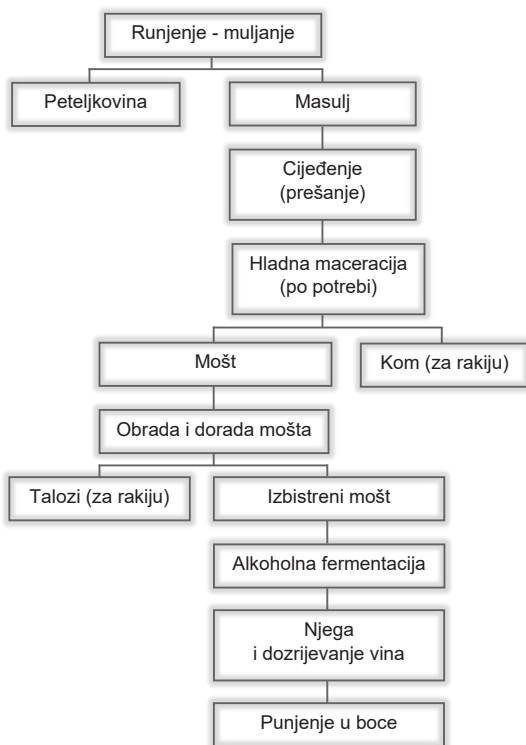 Runjenje - muljanje
Peteljkovina
Masulj
Cijeđenje
(prešanje)
Hladna maceracija
(po potrebi)
Mošt
Kom (za rakiju)
Obrada i dorada mošta
Talozi (za rakiju)
Izbistreni mošt
Alkoholna fermentacija
Njega
i dozrijevanje vina
Punjenje u boce